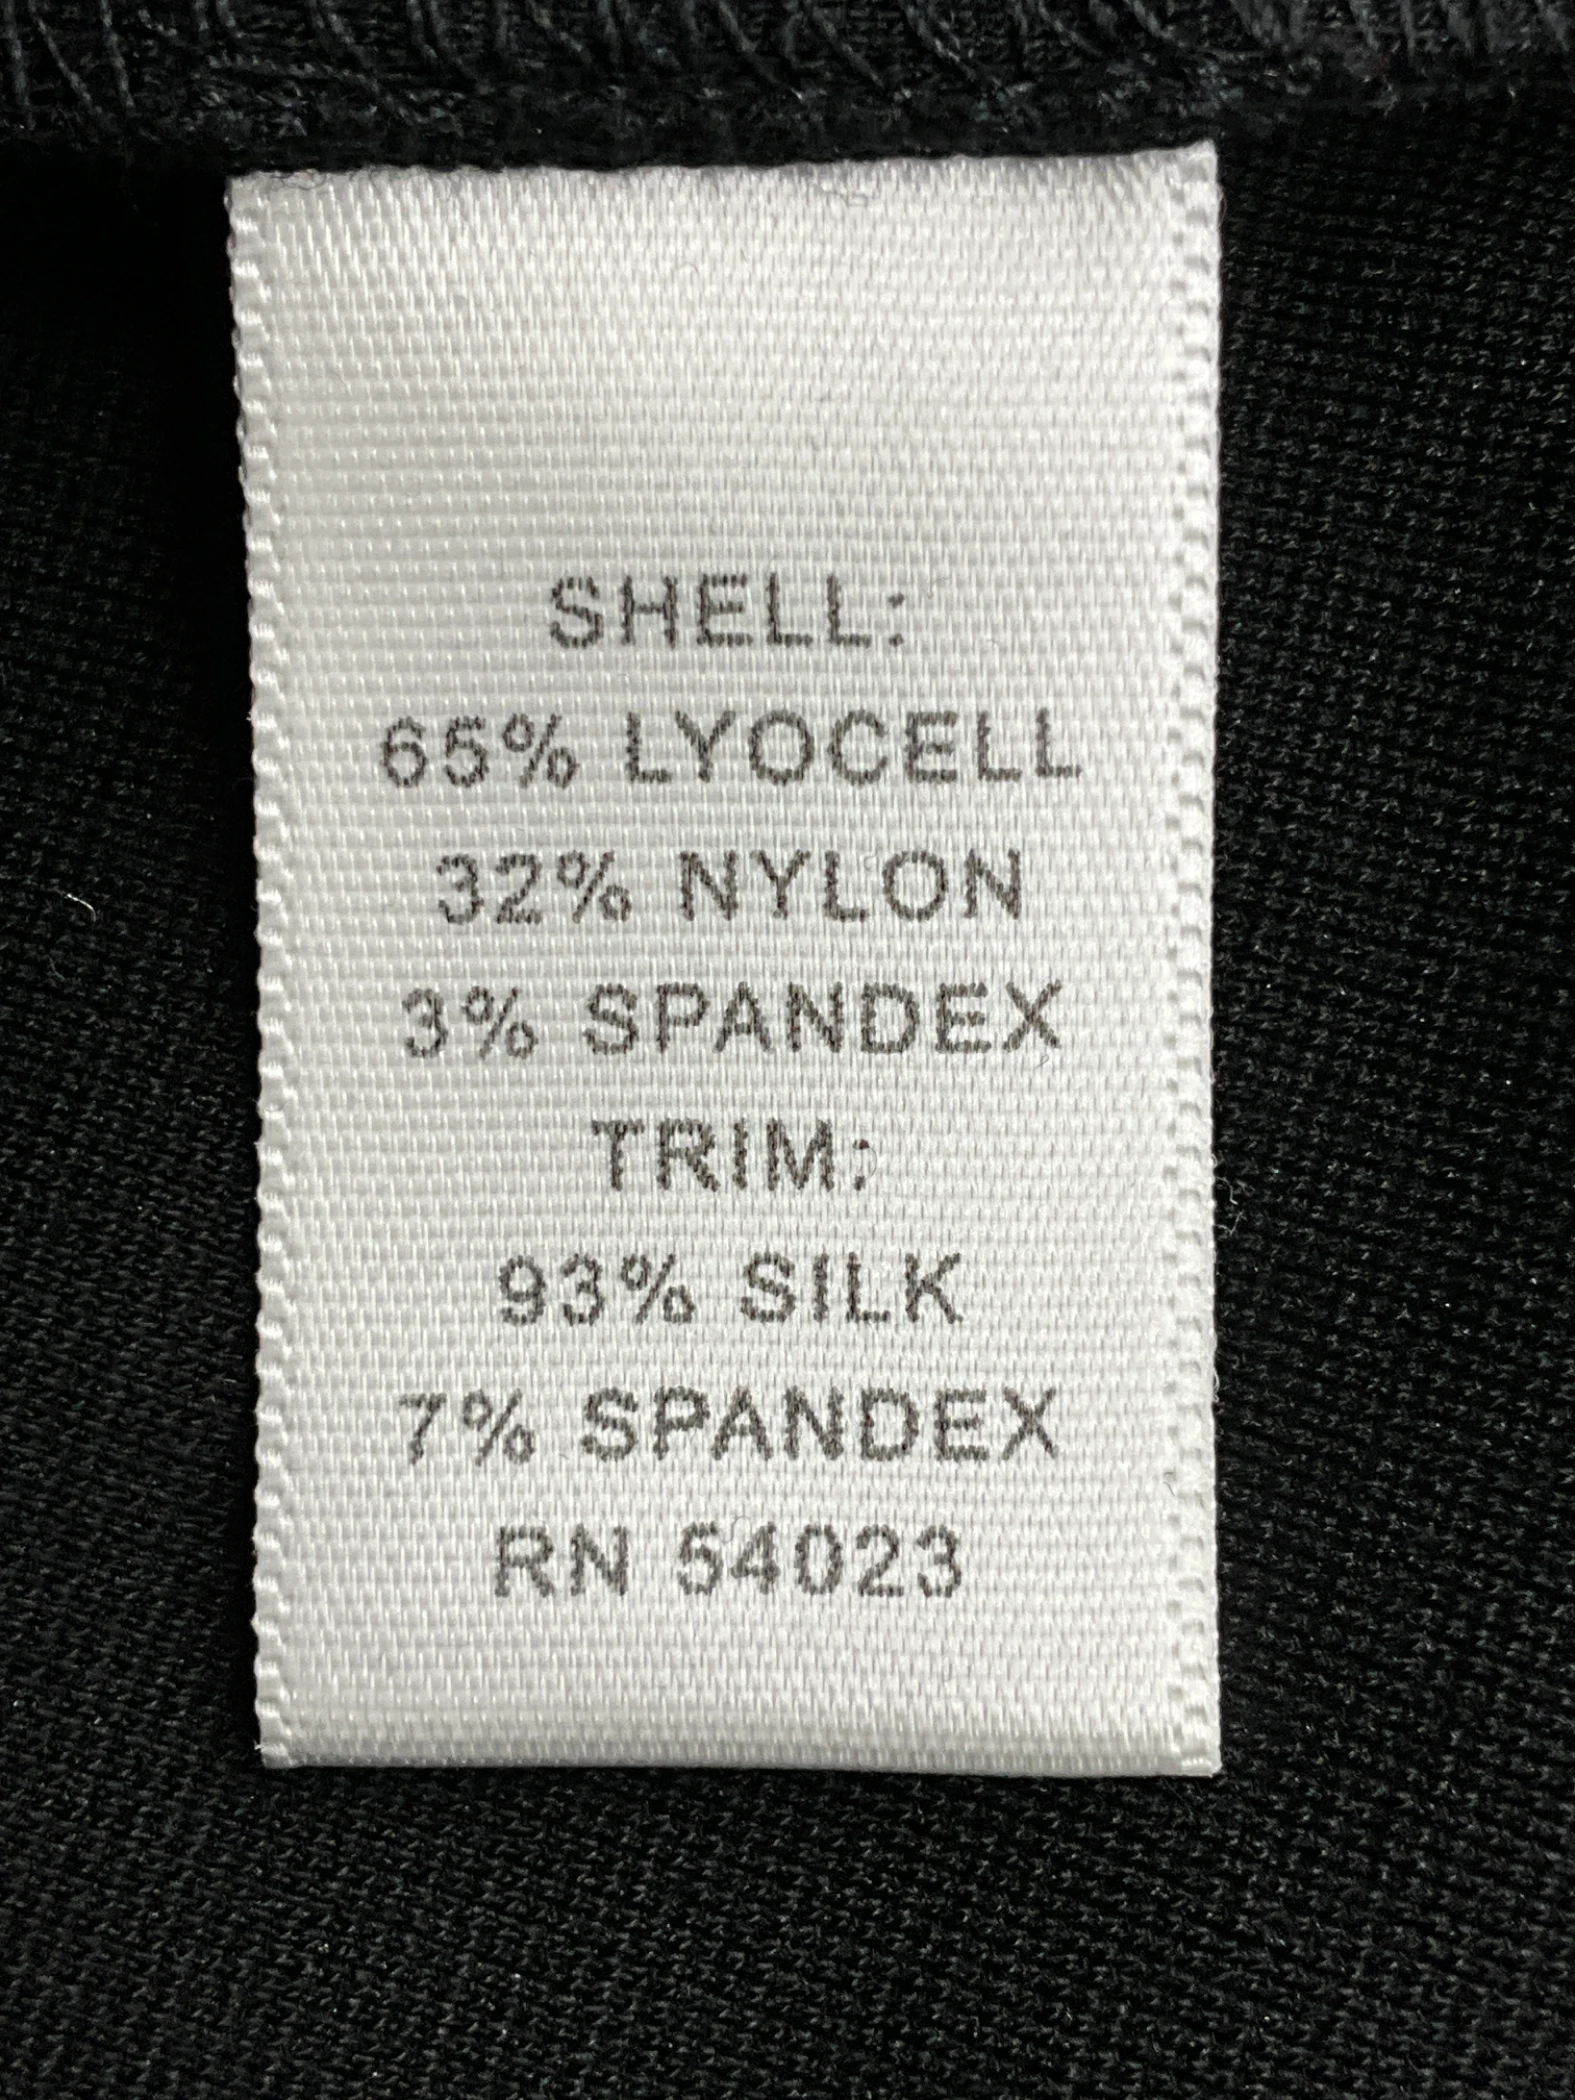 SHELL:
65% LYOCELL
32% NYLON
3% SPANDEX
TRIM:
93% SILK
7% SPANDEX
RN 54023